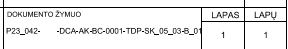 DOKUMENTO ŽYMUO LAPAS LAPŲ
P23_042- -DCA-AK-BC-0001-TDP-SK_05_03-B_01 1 1